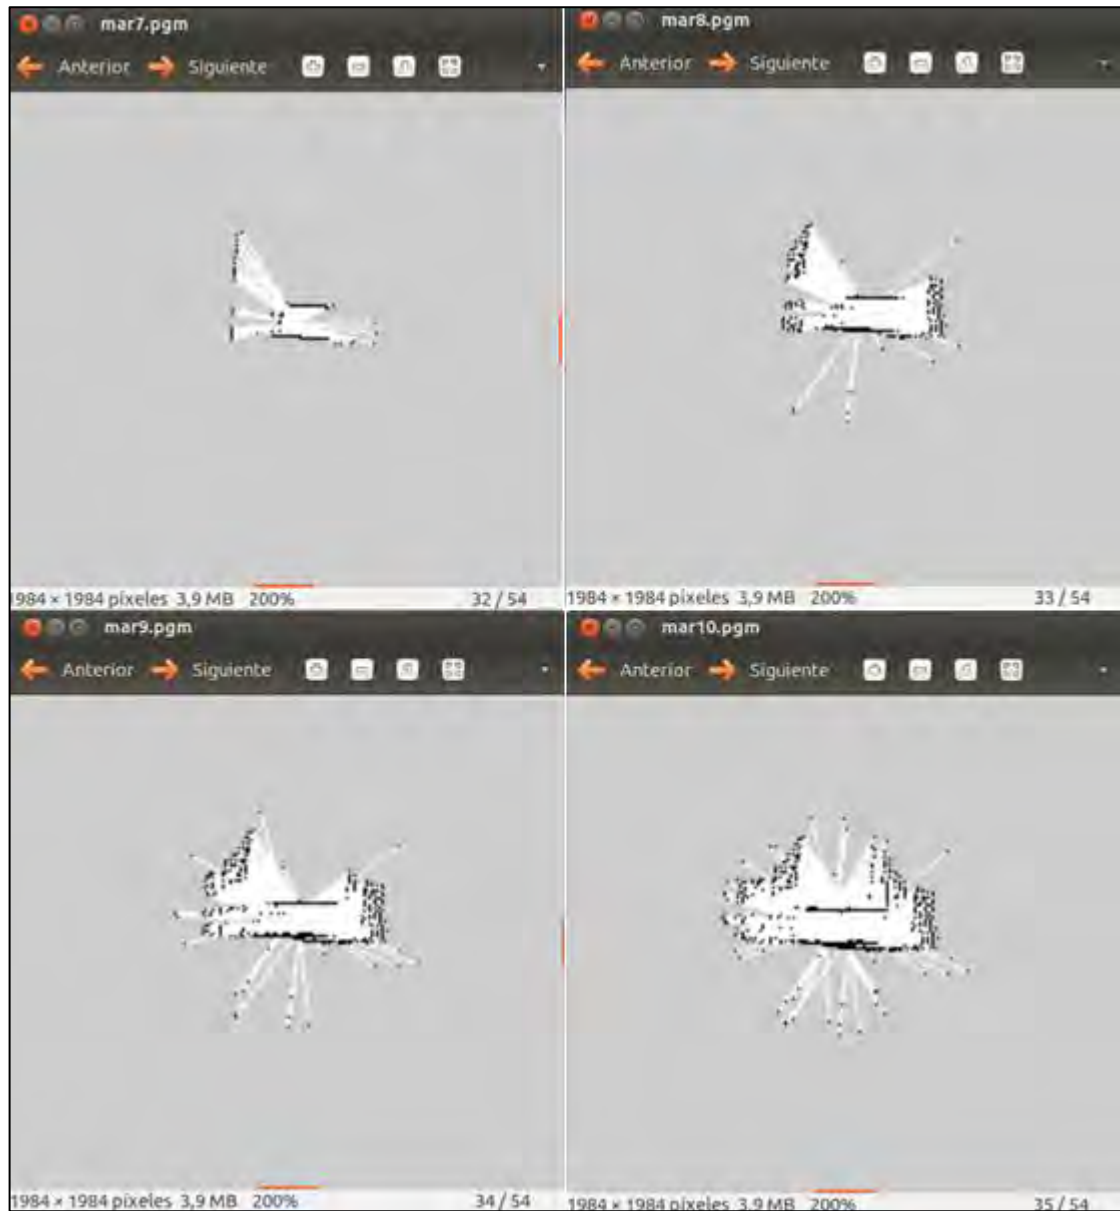 mar7.pgm
Anterior Siguiente
1984 × 1984 píxeles 3,9 MB 200% 32 / 54
mar8.pgm
Anterior Siguiente
1984 × 1984 píxeles 3,9 MB 200% 33 / 54
mar9.pgm
Anterior Siguiente
1984 × 1984 píxeles 3,9 MB 200% 34 / 54
mar10.pgm
Anterior Siguiente
1984 × 1984 píxeles 3,9 MB 200% 35 / 54